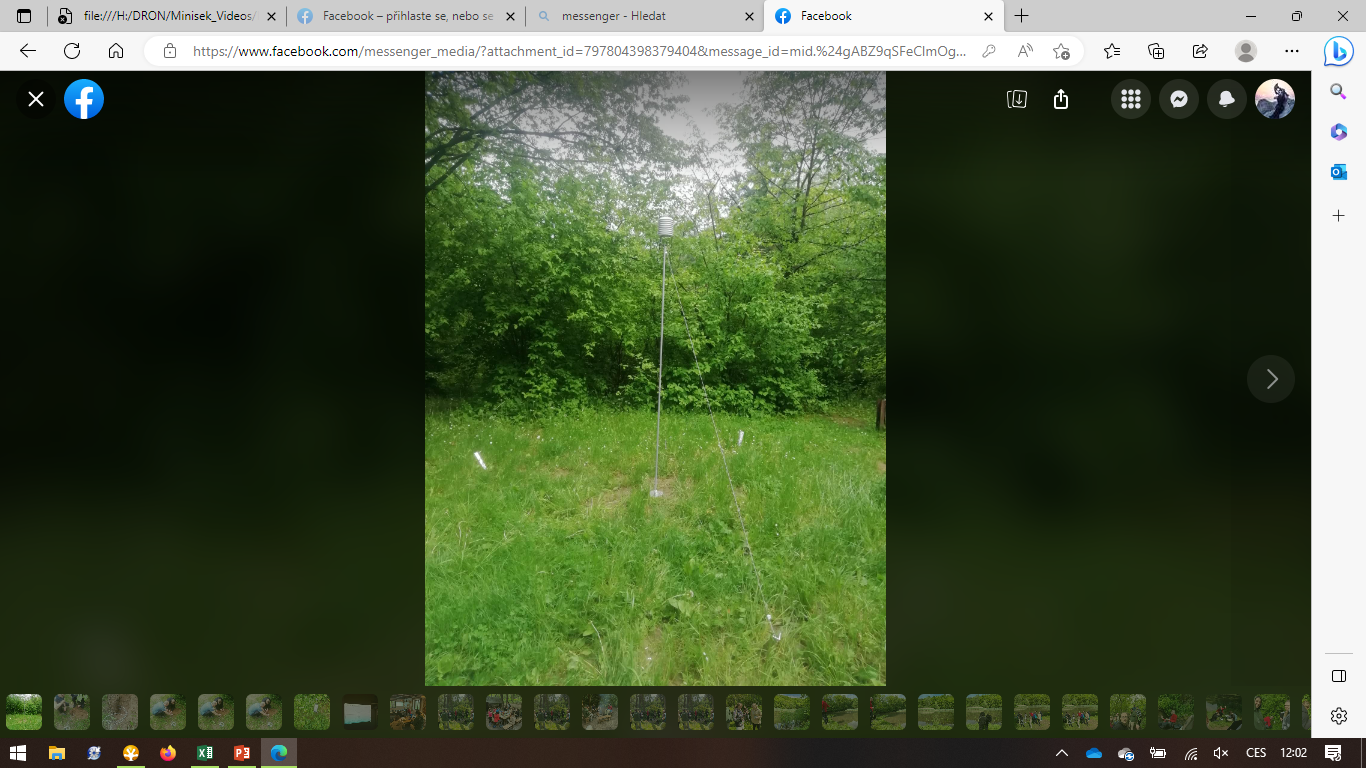 file:///H:/DRON/Minisek_Videos/
Facebook – přihlaste se, nebo se
messenger - Hledat
Facebook
https://www.facebook.com/messenger_media/?attachment_id=797804398379404&message_id=mid.%24gABZ9qSFeClmOg...
CES
12:02